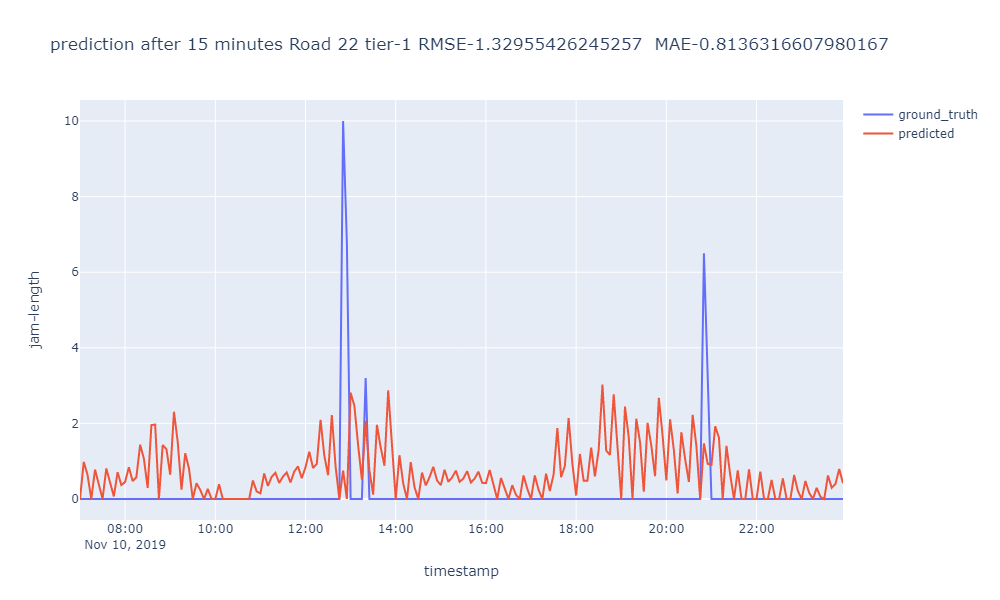 prediction after 15 minutes Road 22 tier-1 RMSE-1.32955426245257  MAE-0.8136316607980167
ground_truth
predicted
10
8
6
4
2
0
jam-length
08:00 10:00 12:00 14:00 16:00 18:00 20:00 22:00
Nov 10, 2019
timestamp